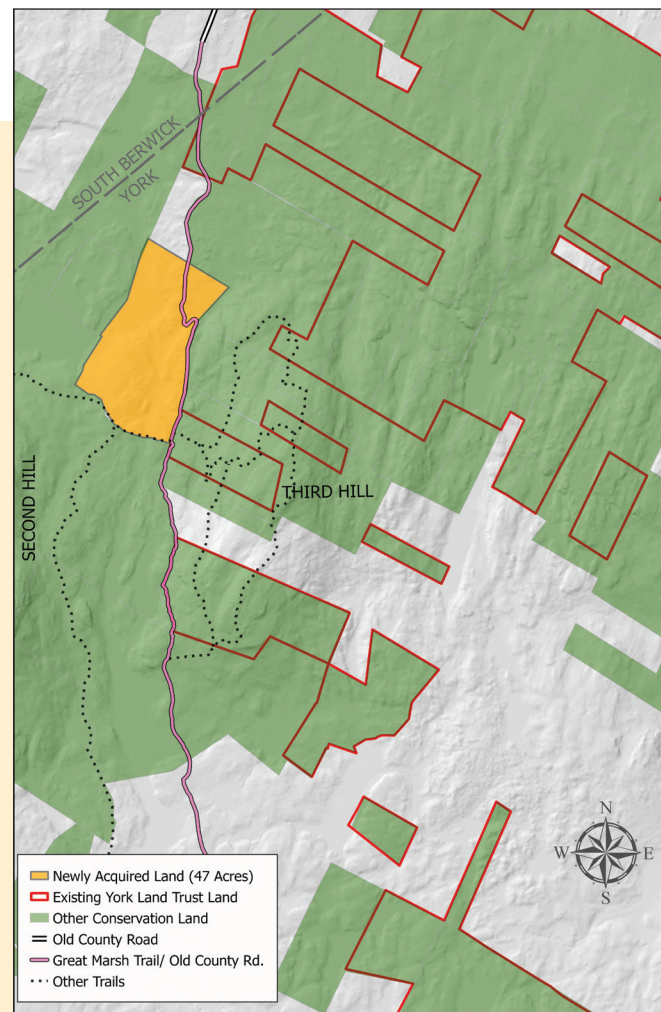 SOUTH BERWICK
YORK
SECOND HILL
THIRD HILL
N
W E
S
Newly Acquired Land (47 Acres)
Existing York Land Trust Land
Other Conservation Land
Old County Road
Great Marsh Trail/ Old County Rd.
Other Trails